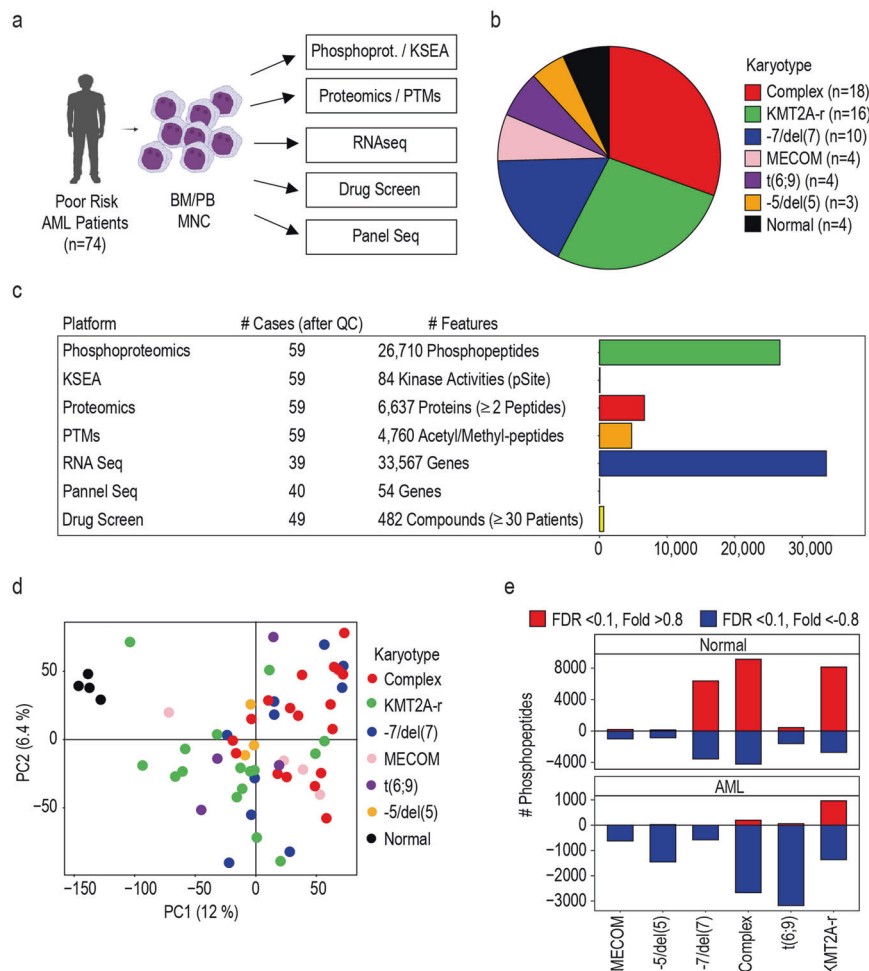 a
Poor Risk
AML Patients
(n=74)
BM/PB
MNC
Phosphoprot. / KSEA
Proteomics / PTMs
RNAseq
Drug Screen
Panel Seq
b
Karyotype
Complex (n=18)
KMT2A-r (n=16)
-7/del(7) (n=10)
MECOM (n=4)
t(6;9) (n=4)
-5/del(5) (n=3)
Normal (n=4)
c
Platform # Cases (after QC) # Features
Phosphoproteomics 59 26,710 Phosphopeptides
KSEA 59 84 Kinase Activities (pSite)
Proteomics 59 6,637 Proteins (≥ 2 Peptides)
PTMs 59 4,760 Acetyl/Methyl-peptides
RNA Seq 39 33,567 Genes
Pannel Seq 40 54 Genes
Drug Screen 49 482 Compounds (≥ 30 Patients)
0 10,000 20,000 30,000
d
PC2 (6.4 %)
50
0
−50
−150 −100 −50 0 50
PC1 (12 %)
Karyotype
Complex
KMT2A-r
-7/del(7)
MECOM
t(6;9)
-5/del(5)
Normal
e
FDR <0.1, Fold >0.8 FDR <0.1, Fold <-0.8
# Phosphopeptides
Normal
8000
4000
0
−4000
AML
1000
0
−1000
−2000
−3000
MECOM
-5/del(5)
-7/del(7)
Complex
t(6;9)
KMT2A-r